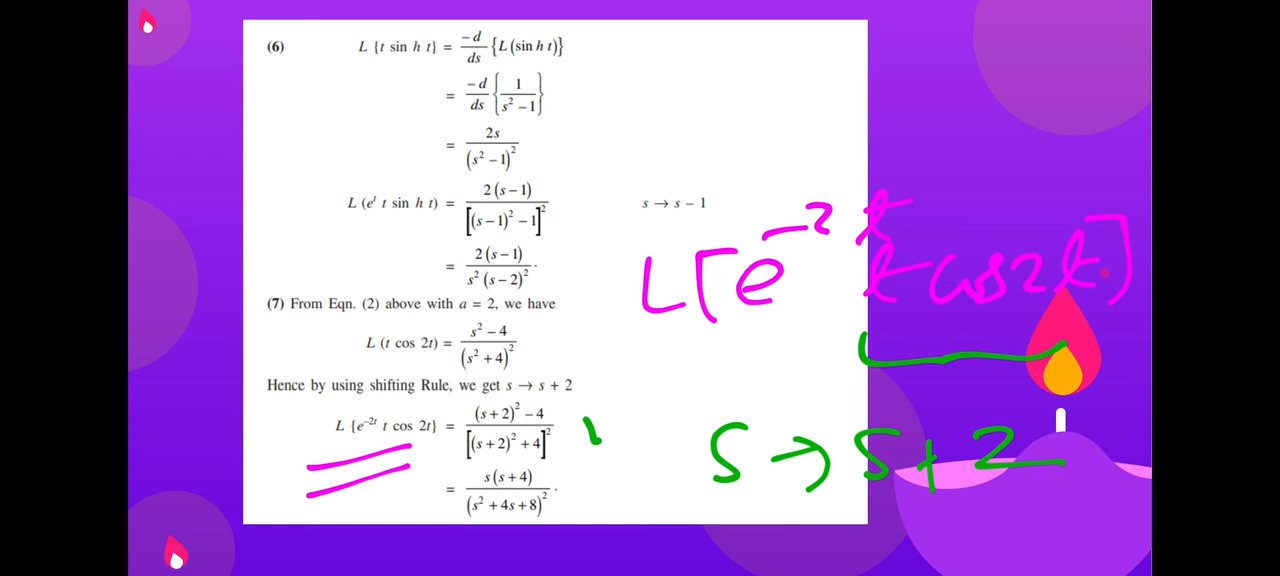 (6) L {t sin h t} = -d/ds {L (sin h t)}
= -d/ds {1/(s² – 1)}
= 2s/(s² – 1)²
L (eᵗ t sin h t) = 2 (s – 1)/[(s – 1)² – 1]² s → s – 1
= 2 (s – 1)/s² (s – 2)² .
L[e⁻²ᵗ t cos2t]
(7) From Eqn. (2) above with a = 2, we have
L (t cos 2t) = (s² – 4)/(s² + 4)²
Hence by using shifting Rule, we get s → s + 2
L {e⁻²ᵗ t cos 2t} = ((s + 2)² – 4)/[(s + 2)² + 4]²
S → S + 2
= s (s + 4)/(s² + 4s + 8)² .